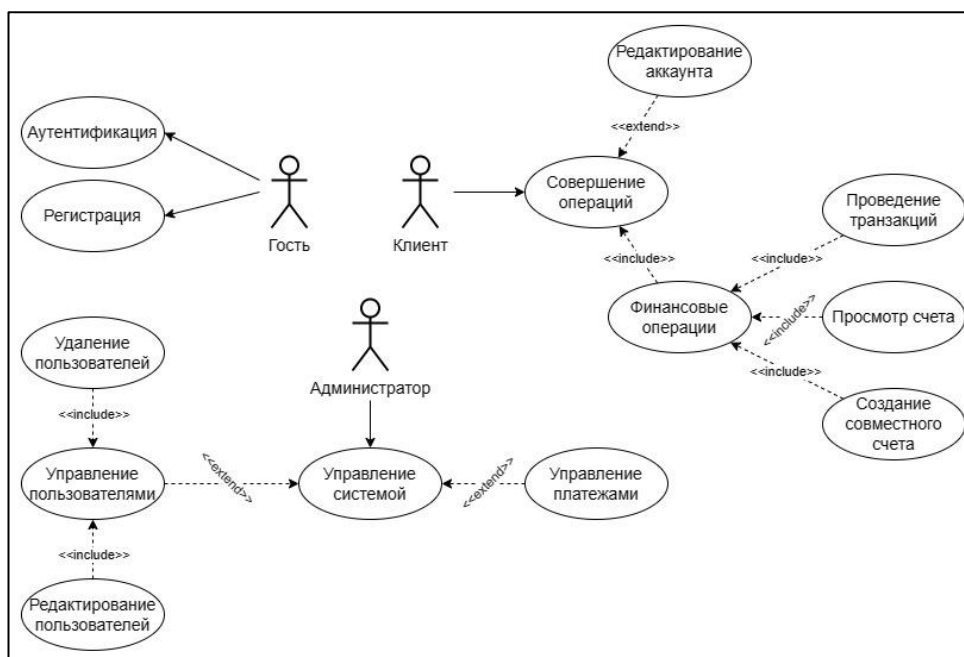 Редактирование
аккаунта
<<extend>>
Аутентификация
Регистрация
Гость
Клиент
Совершение
операций
<<include>>
Проведение
транзакций
<<include>>
Финансовые
операции
<<include>>
Просмотр счета
<<include>>
Создание
совместного
счета
Администратор
Удаление
пользователей
<<include>>
Управление
пользователями
<<extend>>
Управление
системой
<<extend>>
Управление
платежами
<<include>>
Редактирование
пользователей